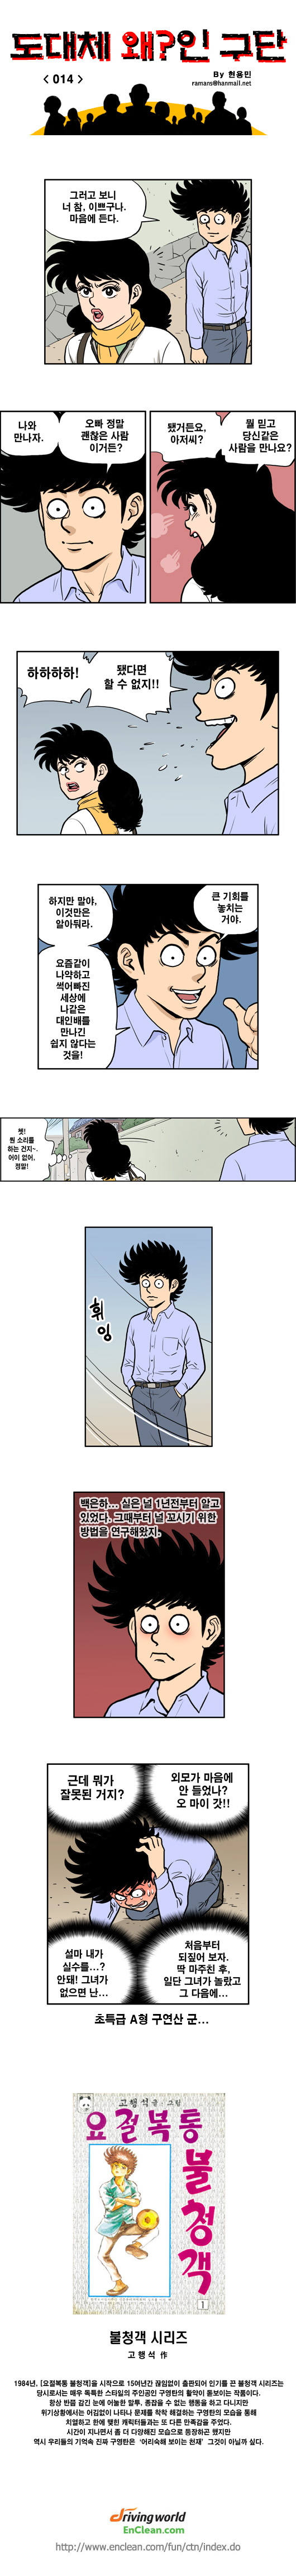 도대체 왜?인 구단
< 014 >
By 현용민
ramans@hanmail.net
그러고 보니
너 참, 이쁘구나.
마음에 든다.
나와
만나자.
오빠 정말
괜찮은 사람
이거든?
됐거든요,
아저씨?
뭘 믿고
당신같은
사람을 만나요?
하하하하!
됐다면
할 수 없지!!
하지만 말야,
이것만은
알아둬라.
요즘같이
나약하고
썩어빠진
세상에
나같은
대인배를
만나긴
쉽지 않다는
것을!
큰 기회를
놓치는
거야.
쳇!
뭔 소리를
하는 건지~.
어이 없어,
정말!
휘
잉
백은하... 실은 널 1년전부터 알고
있었다. 그때부터 널 꼬시기 위한
방법을 연구해왔지.
근데 뭐가
잘못된 거지?
외모가 마음에
안 들었나?
오 마이 갓!!
설마 내가
실수를...?
안돼! 그녀가
없으면 난...
처음부터
되짚어 보자.
딱 마주친 후,
일단 그녀가 놀랐고
그 다음에...
초특급 A형 구연산 군...
고행석 글·그림
요절복통
불청객
1
불청객 시리즈
고 행 석 作
1984년, [요절복통 불청객]을 시작으로 15여년간 끊임없이 출판되어 인기를 끈 불청객 시리즈는
당시로서는 매우 독특한 스타일의 주인공인 구영탄의 활약이 돋보이는 작품이다.
항상 반쯤 감긴 눈에 어눌한 말투, 종잡을 수 없는 행동을 하고 다니지만
위기상황에서는 어김없이 나타나 문제를 척척 해결하는 구영탄의 모습을 통해
치열하고 한에 맺힌 캐릭터들과는 또 다른 만족감을 주었다.
시간이 지나면서 좀 더 다양해진 모습으로 등장하곤 했지만
역시 우리들의 기억속 진짜 구영탄은 '어리숙해 보이는 천재' 그것이 아닐까 싶다.
drivingworld
EnClean.com
http://www.enclean.com/fun/ctn/index.do